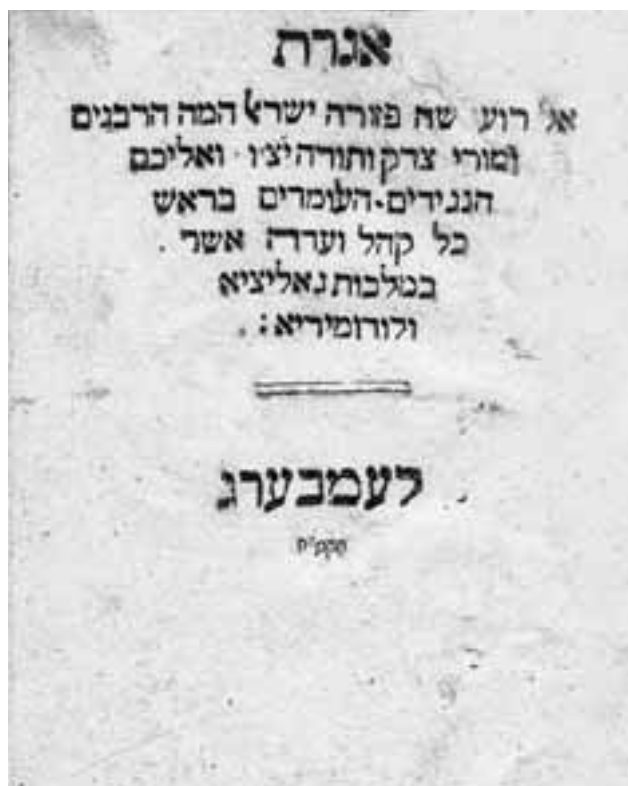 אגרת
אל רועי שה פזורה ישראל המה הרבנים
ומורי צדק ותורה יצ״ו ואליכם
הנגידים. העומדים בראש
כל קהל ועדה אשר
במלכות גאליציא
ולודומיריא:
לעמבערג
תקמ״ח